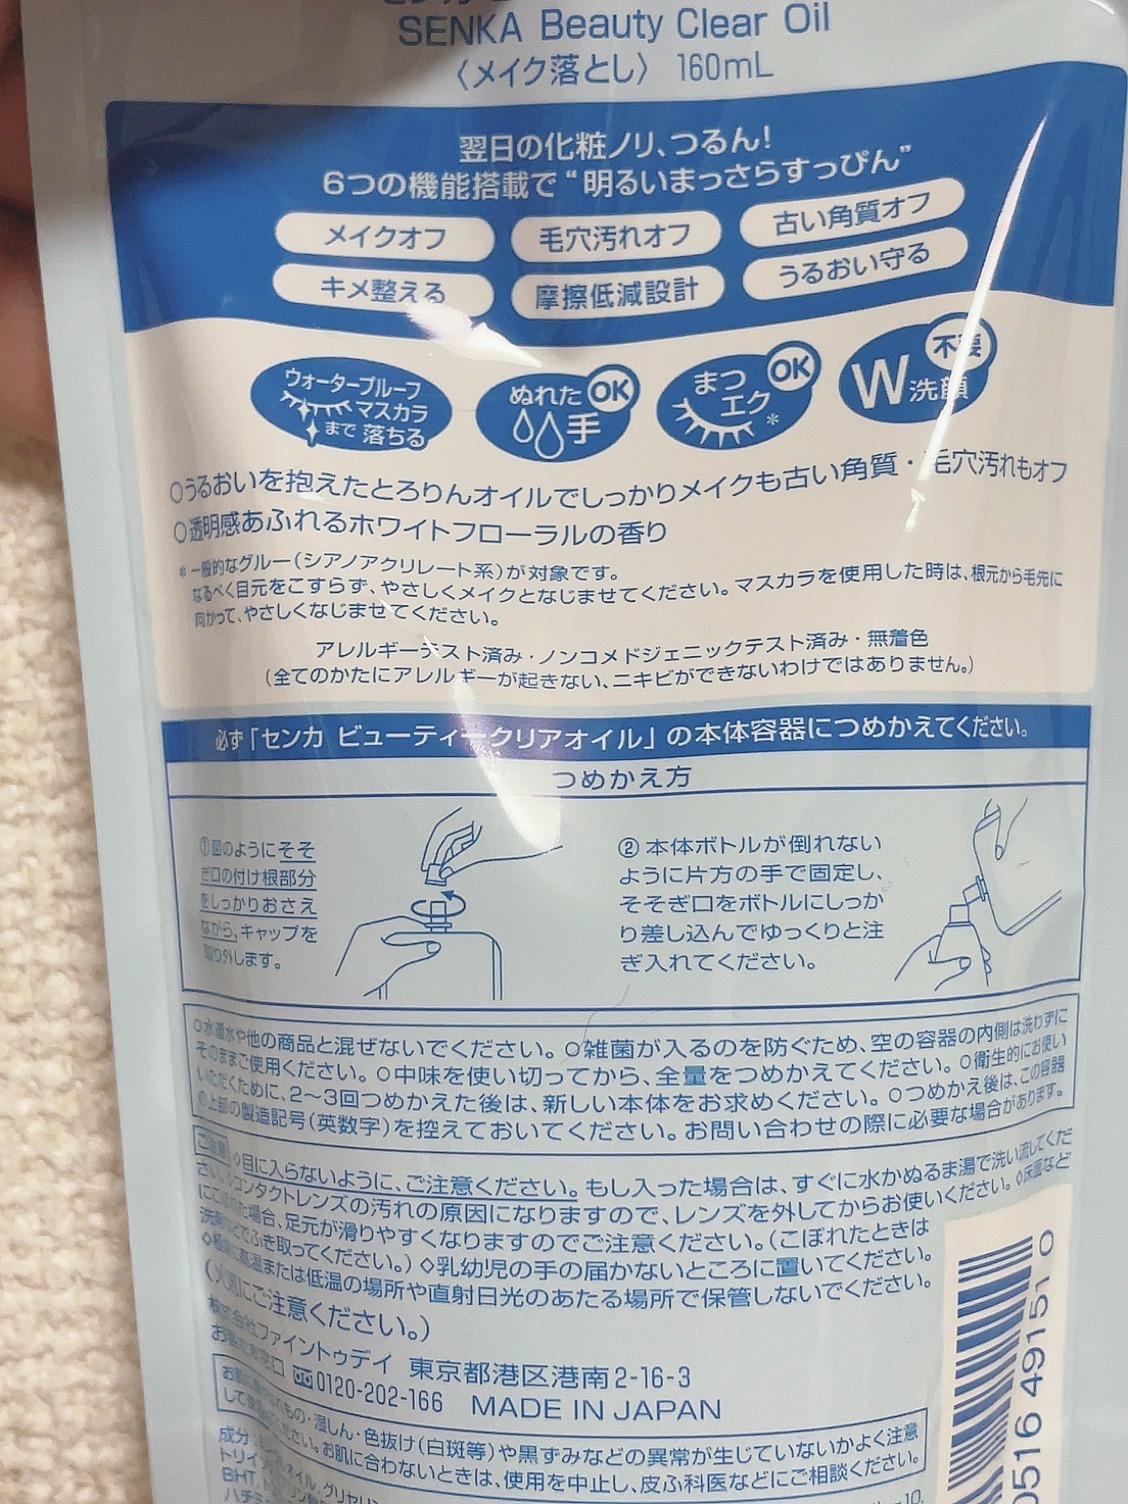 SENKA Beauty Clear Oil
〈メイク落とし〉 160mL
翌日の化粧ノリ、つるん!
6つの機能搭載で“明るいまっさらすっぴん”
メイクオフ 毛穴汚れオフ 古い角質オフ
キメ整える 摩擦低減設計 うるおい守る
ウォータープルーフ
マスカラ
まで 落ちる
ぬれた OK
手
まつ OK
エク*
W洗顔 不要
○うるおいを抱えたとろりんオイルでしっかりメイクも古い角質・毛穴汚れもオフ
○透明感あふれるホワイトフローラルの香り
*一般的なグルー(シアノアクリレート系)が対象です。
なるべく目元をこすらず、やさしくメイクとなじませてください。マスカラを使用した時は、根元から毛先に
向かって、やさしくなじませてください。
アレルギーテスト済み・ノンコメドジェニックテスト済み・無着色
(全てのかたにアレルギーが起きない、ニキビができないわけではありません。)
必ず「センカ ビューティークリアオイル」の本体容器につめかえてください。
つめかえ方
①図のようにそそ
ぎ口の付け根部分
をしっかりおさえ
ながら、キャップを
取り外します。
② 本体ボトルが倒れない
ように片方の手で固定し、
そそぎ口をボトルにしっか
り差し込んでゆっくりと注
ぎ入れてください。
○水道水や他の商品と混ぜないでください。○雑菌が入るのを防ぐため、空の容器の内側は洗わずに
そのままご使用ください。○中味を使い切ってから、全量をつめかえてください。○衛生的にお使い
いただくために、2〜3回つめかえた後は、新しい本体をお求めください。○つめかえ後は、この容器
の上部の製造記号(英数字)を控えておいてください。お問い合わせの際に必要な場合があります。
ご注意 ◇目に入らないように、ご注意ください。もし入った場合は、すぐに水かぬるま湯で洗い流してくだ
さい。◇コンタクトレンズの汚れの原因になりますので、レンズを外してからお使いください。◇床面など
にこぼれた場合、足元が滑りやすくなりますのでご注意ください。(こぼれたときは
洗剤などでふき取ってください。)◇乳幼児の手の届かないところに置いてください。
◇極端に高温または低温の場所や直射日光のあたる場所で保管しないでください。
(火気にご注意ください。)
株式会社ファイントゥデイ 東京都港区港南2-16-3
0120-202-166 MADE IN JAPAN
もの・湿しん・色抜け(白斑等)や黒ずみなどの異常が生じていないかよく注意
して ください。お肌に合わないときは、使用を中止し、皮ふ科医などにご相談ください。
成分 オイル、グリセリ
トリイ
BHT、 -10、
ハチミ
0516 49151 0